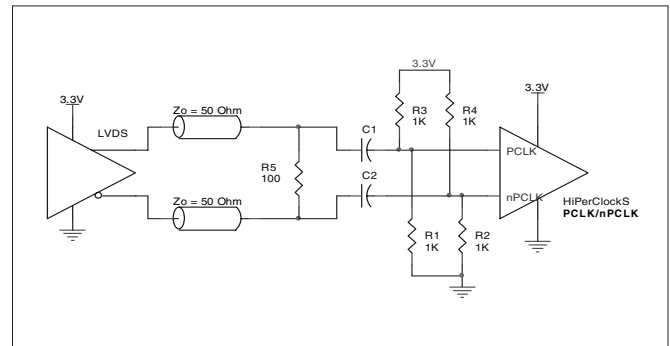 3.3V
3.3V
3.3V
Zo = 50 Ohm
LVDS
R3
1K
R4
1K
C1
R5
100
PCLK
C2
Zo = 50 Ohm
nPCLK
HiPerClockS
PCLK/nPCLK
R1
1K
R2
1K